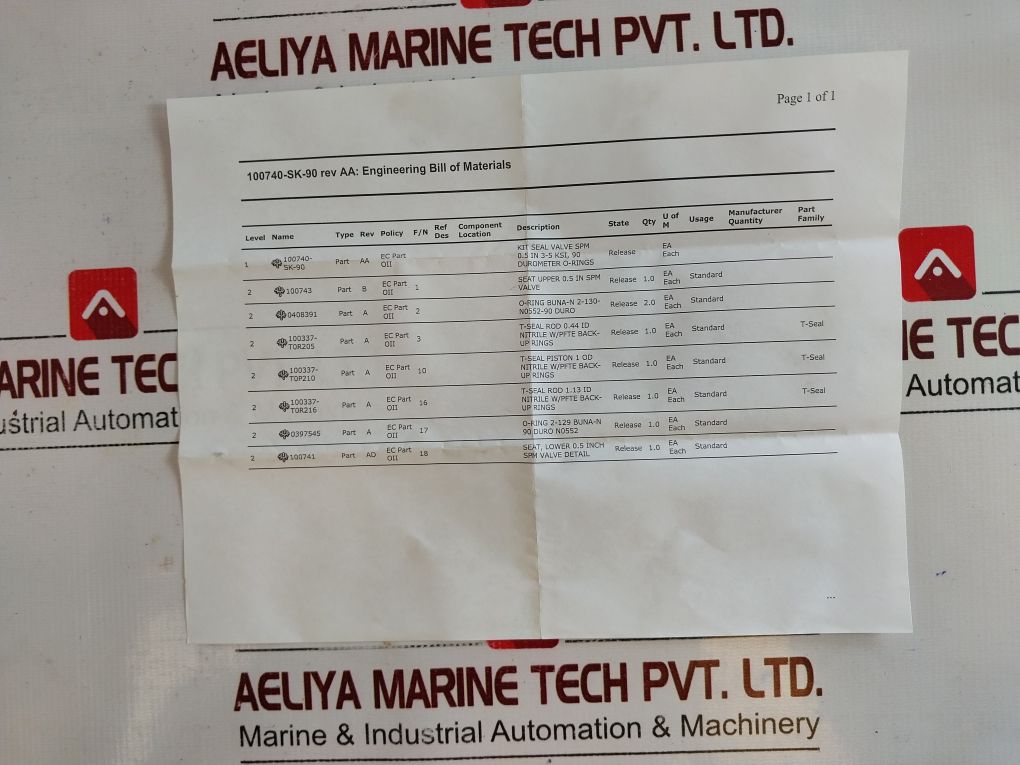 AELIYA MARINE TECH PVT. LTD.
Page 1 of 1
100740-SK-90 rev AA: Engineering Bill of Materials
Level Name Type Rev Policy F/N Ref Des Component Location Description State Qty U of M Usage Manufacturer Quantity Part Family
1 100740-SK-90 Part AA EC Part OII KIT SEAL VALVE SPM 0.5 IN 3-5 KSI, 90 DUROMETER O-RINGS Release EA Each
2 100743 Part B EC Part OII 1 SEAT UPPER 0.5 IN SPM VALVE Release 1.0 EA Each Standard
2 0408391 Part A EC Part OII 2 O-RING BUNA-N 2-130-N0552-90 DURO Release 2.0 EA Each Standard
2 100337-T0R205 Part A EC Part OII 3 T-SEAL ROD 0.44 ID NITRILE W/PFTE BACK-UP RINGS Release 1.0 EA Each Standard T-Seal
2 100337-T0P210 Part A EC Part OII 10 T-SEAL PISTON 1 OD NITRILE W/PFTE BACK-UP RINGS Release 1.0 EA Each Standard T-Seal
2 100337-T0R216 Part A EC Part OII 16 T-SEAL ROD 1.13 ID NITRILE W/PFTE BACK-UP RINGS Release 1.0 EA Each Standard T-Seal
2 0397545 Part A EC Part OII 17 O-RING 2-129 BUNA-N 90 DURO N0552 Release 1.0 EA Each Standard
2 100741 Part AD EC Part OII 18 SEAT, LOWER 0.5 INCH SPM VALVE DETAIL Release 1.0 EA Each Standard
...
ARINE TEC
ustrial Automat
IE TEC
Automat
AELIYA MARINE TECH PVT. LTD.
Marine & Industrial Automation & Machinery